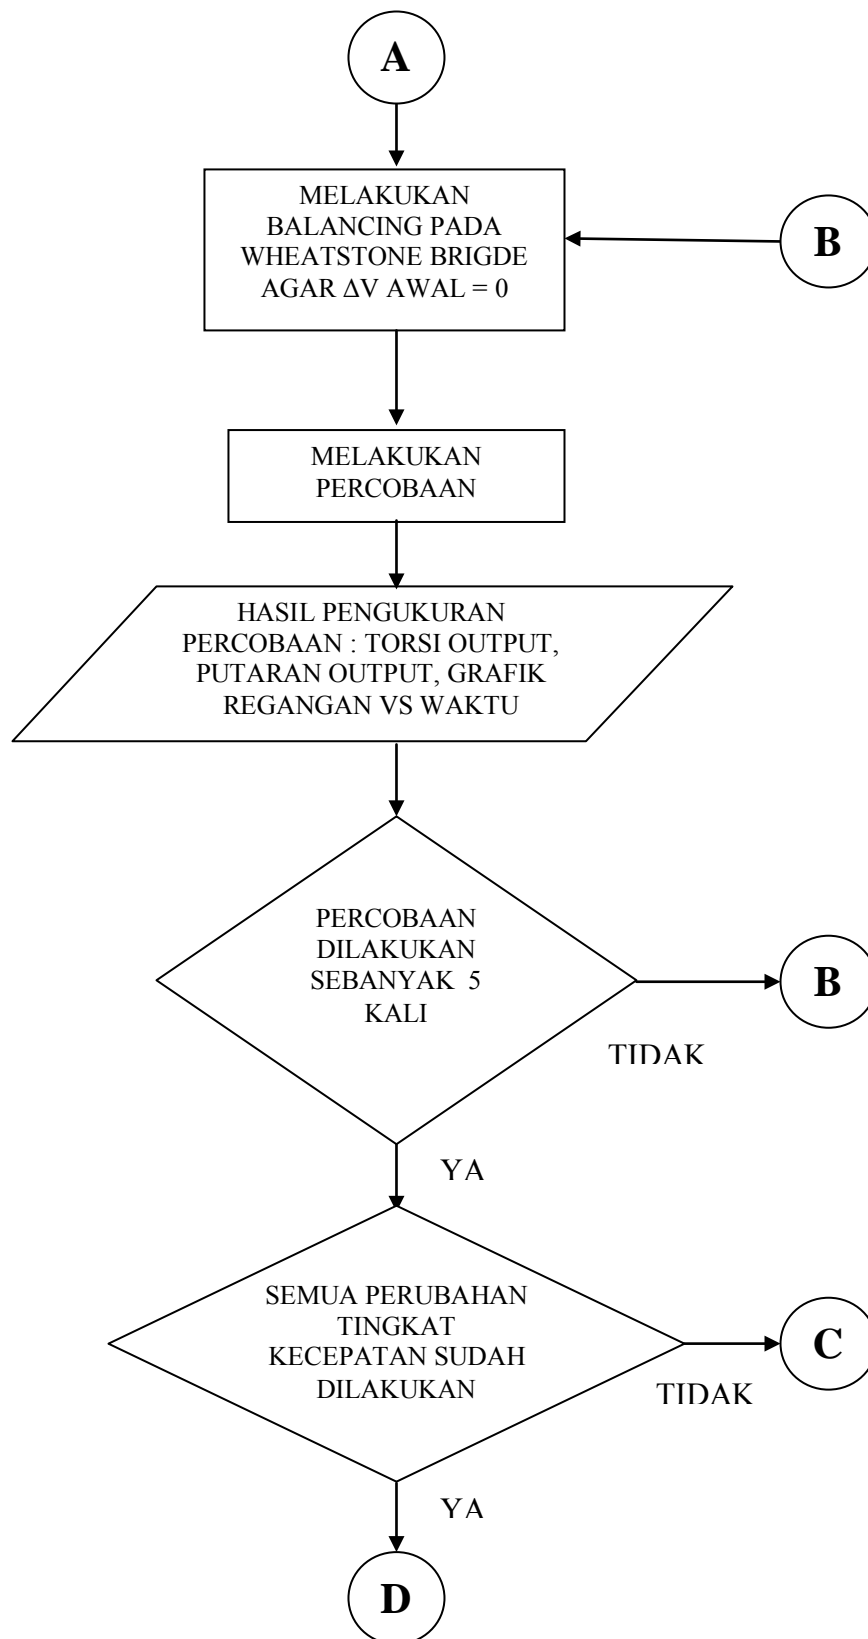 A
MELAKUKAN
BALANCING PADA
WHEATSTONE BRIGDE
AGAR ΔV AWAL = 0
B
MELAKUKAN
PERCOBAAN
HASIL PENGUKURAN
PERCOBAAN : TORSI OUTPUT,
PUTARAN OUTPUT, GRAFIK
REGANGAN VS WAKTU
PERCOBAAN
DILAKUKAN
SEBANYAK 5
KALI
B
TIDAK
YA
SEMUA PERUBAHAN
TINGKAT
KECEPATAN SUDAH
DILAKUKAN
C
TIDAK
YA
D